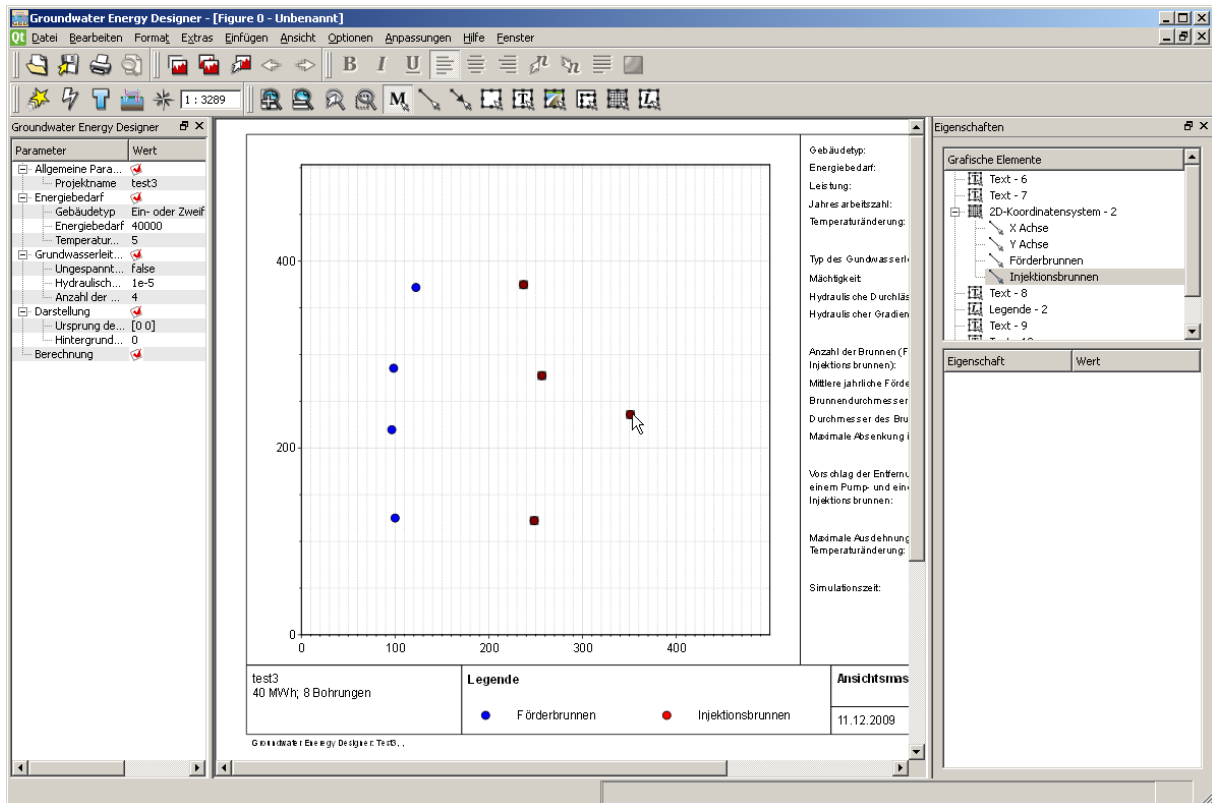 Groundwater Energy Designer - [Figure 0 - Unbenannt]
Datei Bearbeiten Format Extras Einfügen Ansicht Optionen Anpassungen Hilfe Fenster
B I U
1 : 3289
M T T L
Groundwater Energy Designer
Parameter Wert
Allgemeine Para...
Projektname test3
Energiebedarf
Gebäudetyp Ein- oder Zweif
Energiebedarf 40000
Temperatur... 5
Grundwasserleit...
Ungespannt... false
Hydraulisch... 1e-5
Anzahl der ... 4
Darstellung
Ursprung de... [0 0]
Hintergrund... 0
Berechnung
400
200
0
0 100 200 300 400
Gebäudetyp:
Energiebedarf:
Leistung:
Jahresarbeitszahl:
Temperaturänderung:
Typ des Gundwasserl
Mächtigkeit:
Hydraulische Durchläs
Hydraulischer Gradien
Anzahl der Brunnen (F
Injektionsbrunnen):
Mittlere jahrliche Förde
Brunnendurchmesser
Durchmesser des Bru
Maximale Absenkung i
Vorschlag der Entfernu
einem Pump- und eine
Injektionsbrunnen:
Maximale Ausdehnung
Temperaturänderung:
Simulationszeit:
test3
40 MWh; 8 Bohrungen
Legende
Förderbrunnen Injektionsbrunnen
Ansichtsmas
11.12.2009
Groundwater Energy Designer: Test3, ,
Eigenschaften
Grafische Elemente
Text - 6
Text - 7
2D-Koordinatensystem - 2
X Achse
Y Achse
Förderbrunnen
Injektionsbrunnen
Text - 8
Legende - 2
Text - 9
Eigenschaft Wert